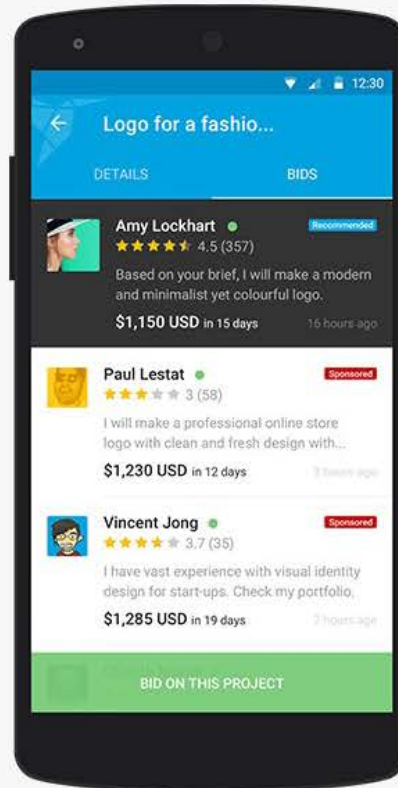 12:30
Logo for a fashio...
DETAILS BIDS
Amy Lockhart Recommended
4.5 (357)
Based on your brief, I will make a modern
and minimalist yet colourful logo.
$1,150 USD in 15 days 16 hours ago
Paul Lestat Sponsored
3 (58)
I will make a professional online store
logo with clean and fresh design with...
$1,230 USD in 12 days hours ago
Vincent Jong Sponsored
3.7 (35)
I have vast experience with visual identity
design for start-ups. Check my portfolio.
$1,285 USD in 19 days hours ago
BID ON THIS PROJECT